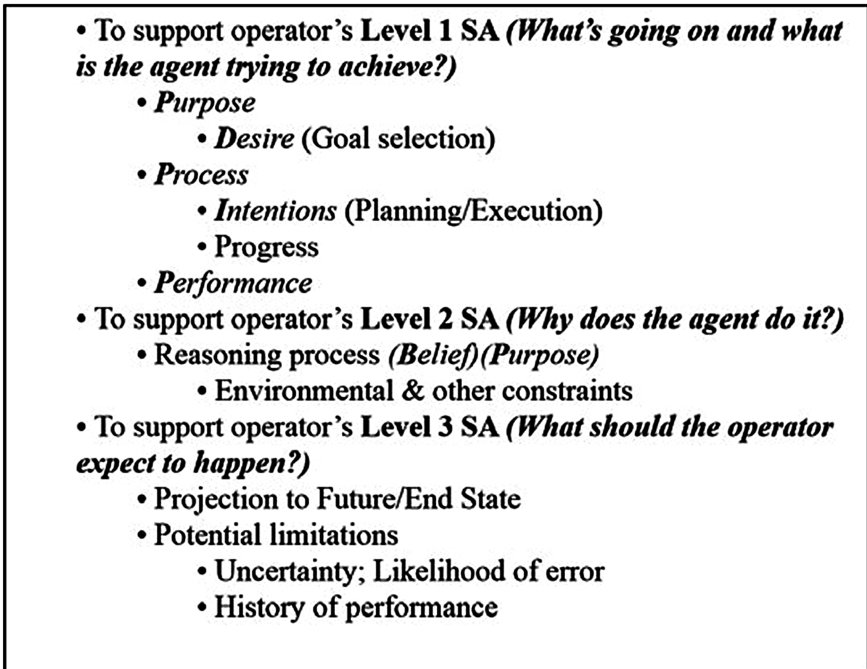 • To support operator’s Level 1 SA (What’s going on and what
is the agent trying to achieve?)
• Purpose
• Desire (Goal selection)
• Process
• Intentions (Planning/Execution)
• Progress
• Performance
• To support operator’s Level 2 SA (Why does the agent do it?)
• Reasoning process (Belief)(Purpose)
• Environmental & other constraints
• To support operator’s Level 3 SA (What should the operator
expect to happen?)
• Projection to Future/End State
• Potential limitations
• Uncertainty; Likelihood of error
• History of performance